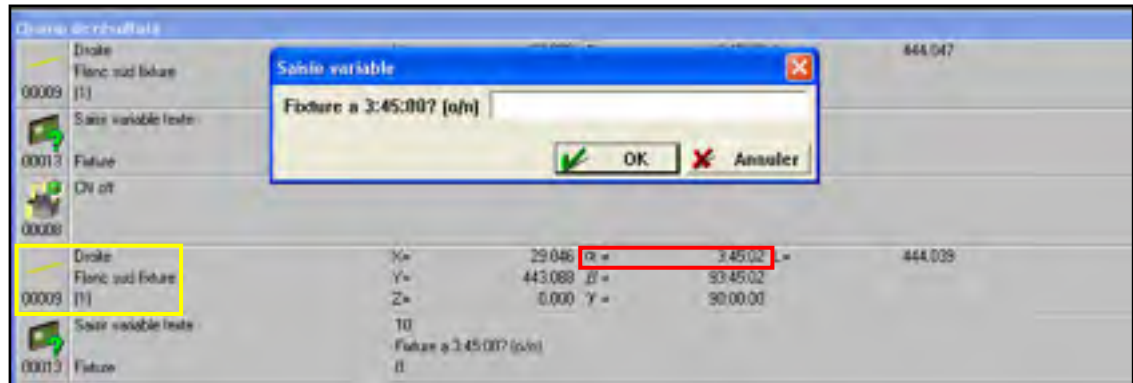 Champ de résultats
Droite 444.047
Flanc sud fixture
00009 [1]
Saisir variable texte
00013 Fixture
CN off
00008
Saisie variable
Fixture a 3:45:00? (o/n)
OK Annuler
Droite X= 29.046 α = 3:45:02 L= 444.039
Flanc sud fixture Y= 443.088 β = 93:45:02
00009 [1] Z= 0.000 γ = 90:00:00
Saisir variable texte 10
Fixture a 3:45:00? (o/n)
00013 Fixture